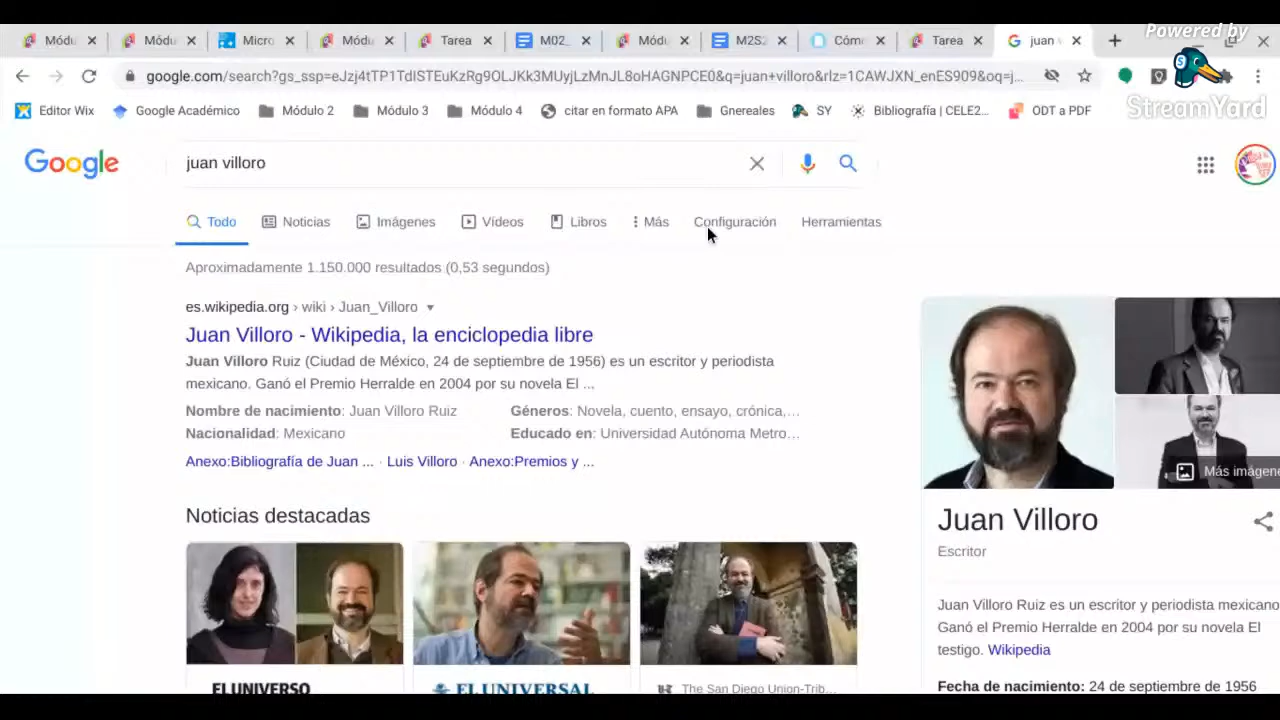 Powered by
StreamYard
Módu
Módu
Micro
Módu
Tarea
M02_
Módu
M2S2
Cómo
Tarea
juan v
google.com/search?gs_ssp=eJzj4tTP1TdISTEuKzRg9OLJKk3MUyjLzMnJL8oHAGNPCE0&q=juan+villoro&rlz=1CAWJXN_enES909&oq=j...
Editor Wix
Google Académico
Módulo 2
Módulo 3
Módulo 4
citar en formato APA
Gnereales
SY
Bibliografía | CELE2...
ODT a PDF
Google
juan villoro
Todo
Noticias
Imágenes
Vídeos
Libros
Más
Configuración
Herramientas
Aproximadamente 1.150.000 resultados (0,53 segundos)
es.wikipedia.org › wiki › Juan_Villoro
Juan Villoro - Wikipedia, la enciclopedia libre
Juan Villoro Ruiz (Ciudad de México, 24 de septiembre de 1956) es un escritor y periodista
mexicano. Ganó el Premio Herralde en 2004 por su novela El ...
Nombre de nacimiento: Juan Villoro Ruiz
Géneros: Novela, cuento, ensayo, crónica,...
Nacionalidad: Mexicano
Educado en: Universidad Autónoma Metro...
Anexo:Bibliografía de Juan ... · Luis Villoro · Anexo:Premios y ...
Noticias destacadas
EL UNIVERSO
EL UNIVERSAL
The San Diego Union-Trib...
Más imágene
Juan Villoro
Escritor
Juan Villoro Ruiz es un escritor y periodista mexicano
Ganó el Premio Herralde en 2004 por su novela El
testigo. Wikipedia
Fecha de nacimiento: 24 de septiembre de 1956